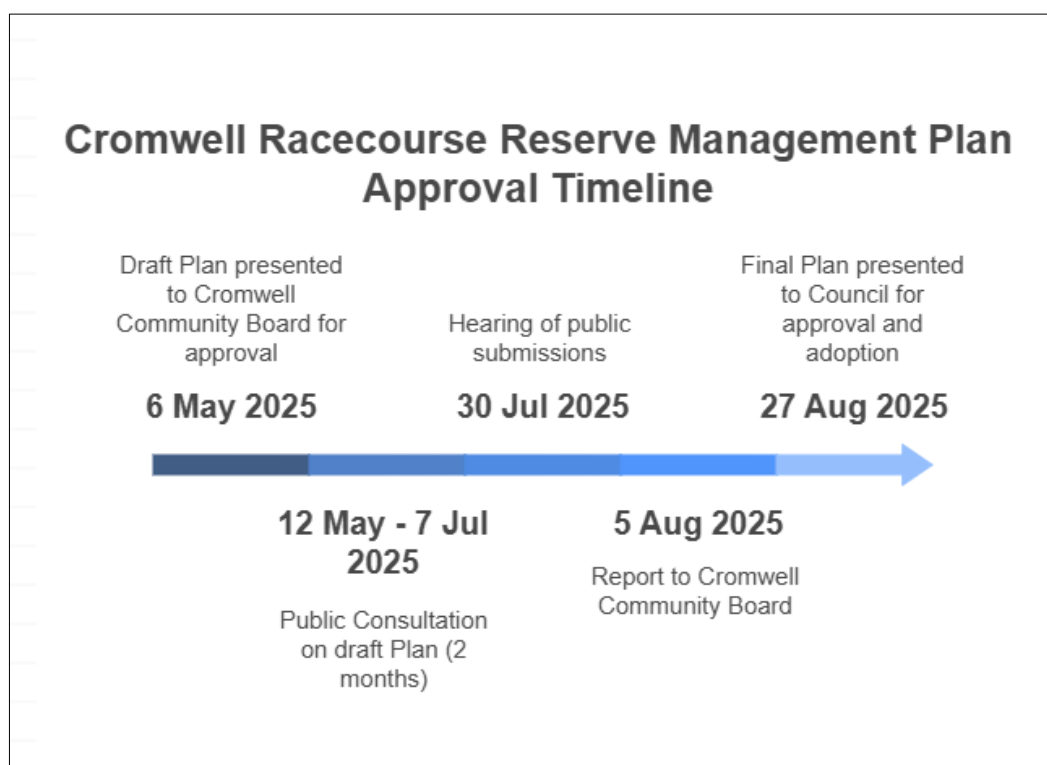 Cromwell Racecourse Reserve Management Plan
Approval Timeline
Draft Plan presented
to Cromwell
Community Board for
approval
6 May 2025
12 May - 7 Jul
2025
Public Consultation
on draft Plan (2
months)
Hearing of public
submissions
30 Jul 2025
5 Aug 2025
Report to Cromwell
Community Board
Final Plan presented
to Council for
approval and
adoption
27 Aug 2025